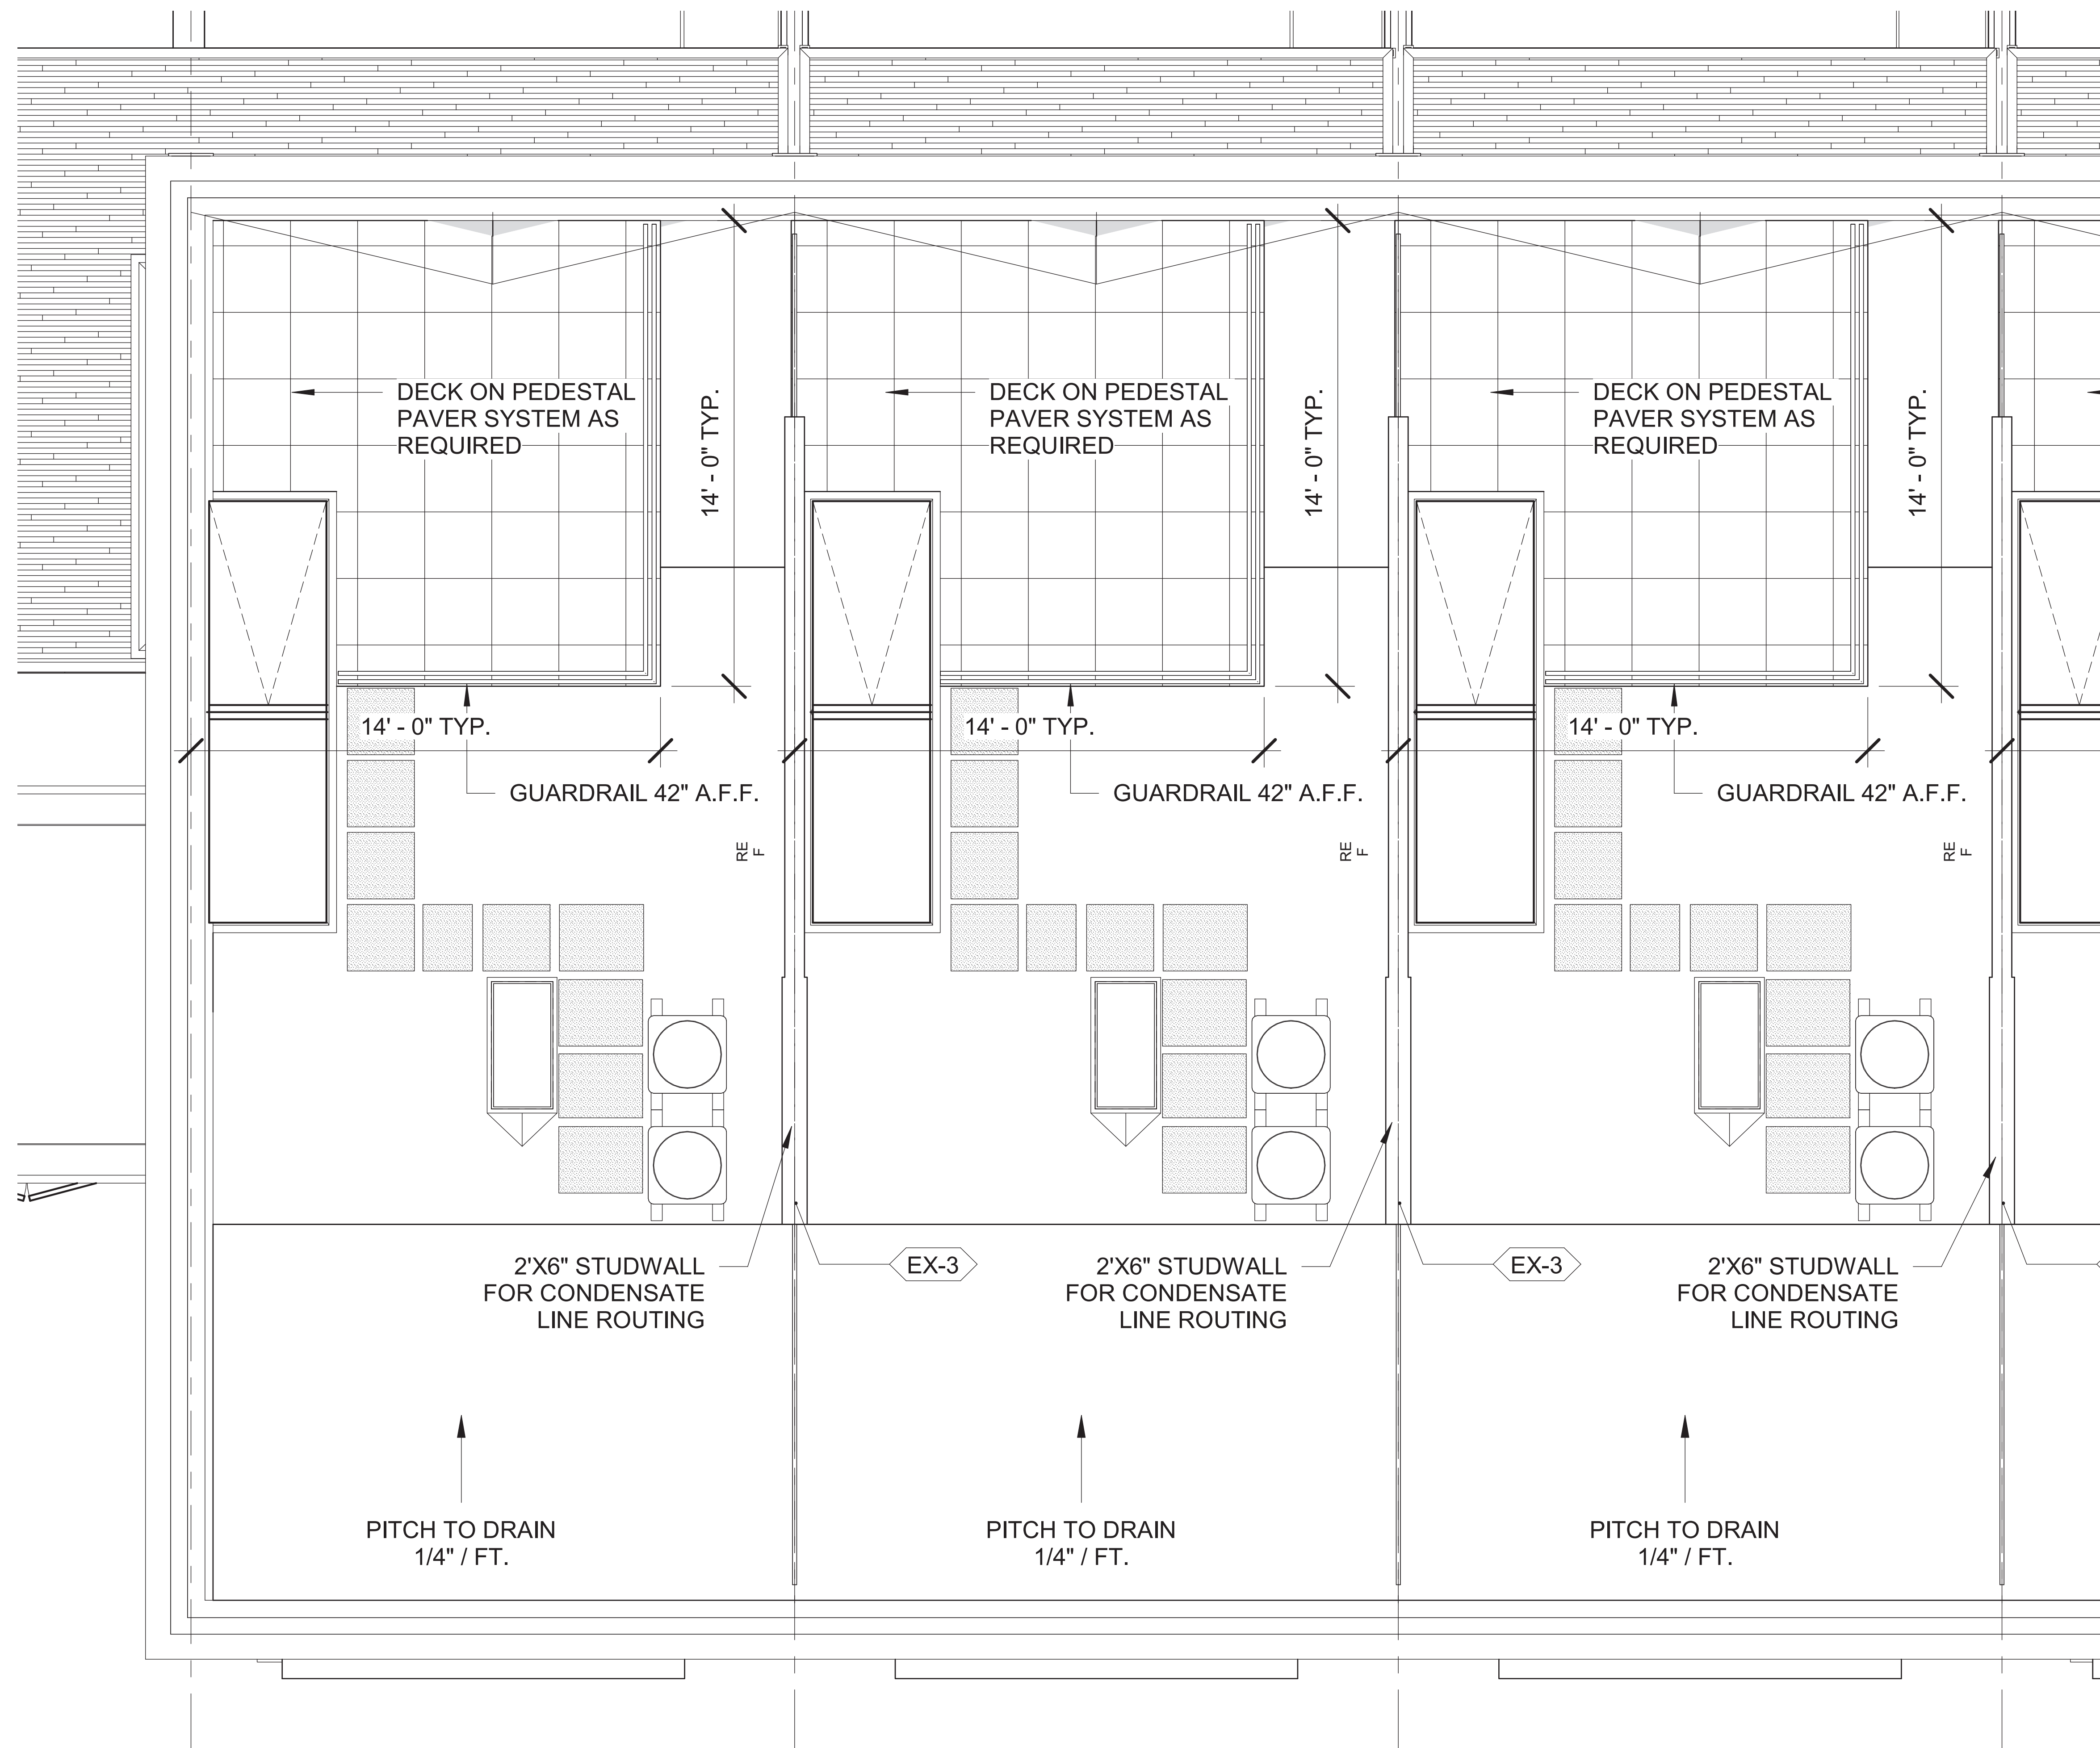 DECK ON PEDESTAL
PAVER SYSTEM AS
REQUIRED
DECK ON PEDESTAL
PAVER SYSTEM AS
REQUIRED
DECK ON PEDESTAL
PAVER SYSTEM AS
REQUIRED
14' - 0" TYP.
14' - 0" TYP.
14' - 0" TYP.
14' - 0" TYP.
14' - 0" TYP.
14' - 0" TYP.
GUARDRAIL 42" A.F.F.
GUARDRAIL 42" A.F.F.
GUARDRAIL 42" A.F.F.
RE
F
RE
F
RE
F
2'X6" STUDWALL
FOR CONDENSATE
LINE ROUTING
EX-3
2'X6" STUDWALL
FOR CONDENSATE
LINE ROUTING
EX-3
2'X6" STUDWALL
FOR CONDENSATE
LINE ROUTING
PITCH TO DRAIN
1/4" / FT.
PITCH TO DRAIN
1/4" / FT.
PITCH TO DRAIN
1/4" / FT.